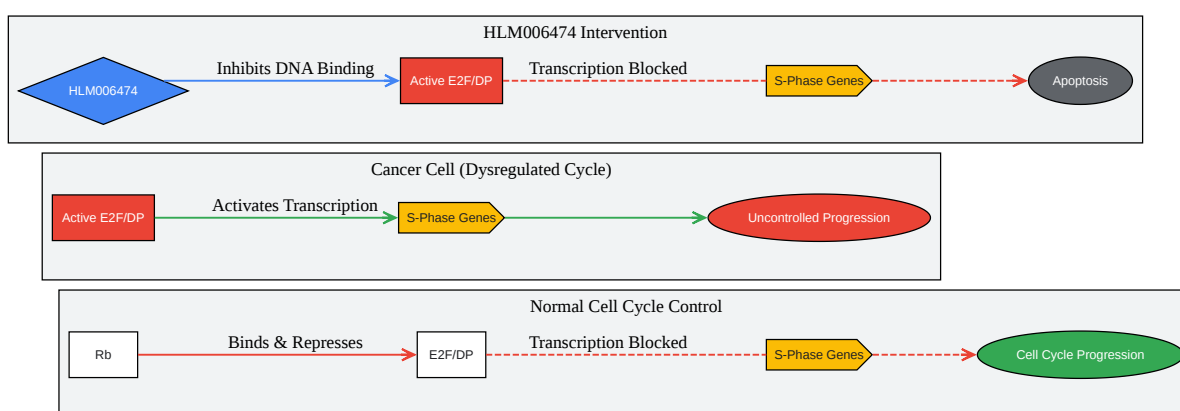 HLM006474 Intervention
HLM006474
Inhibits DNA Binding
Active E2F/DP
Transcription Blocked
S-Phase Genes
Apoptosis
Cancer Cell (Dysregulated Cycle)
Active E2F/DP
Activates Transcription
S-Phase Genes
Uncontrolled Progression
Normal Cell Cycle Control
Rb
Binds & Represses
E2F/DP
Transcription Blocked
S-Phase Genes
Cell Cycle Progression